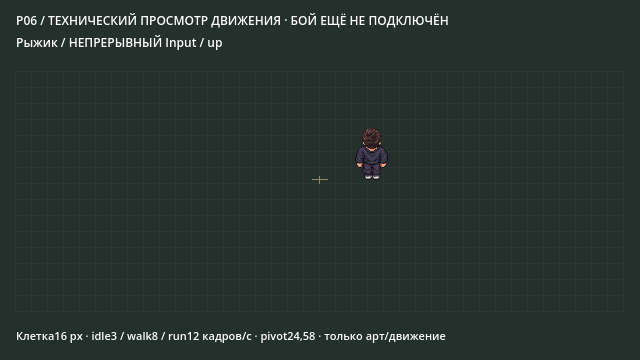 P06 / ТЕХНИЧЕСКИЙ ПРОСМОТР ДВИЖЕНИЯ · БОЙ ЕЩЁ НЕ ПОДКЛЮЧЁН
Рыжик / НЕПРЕРЫВНЫЙ Input / up
Клетка16 px · idle3 / walk8 / run12 кадров/с · pivot24,58 · только арт/движение